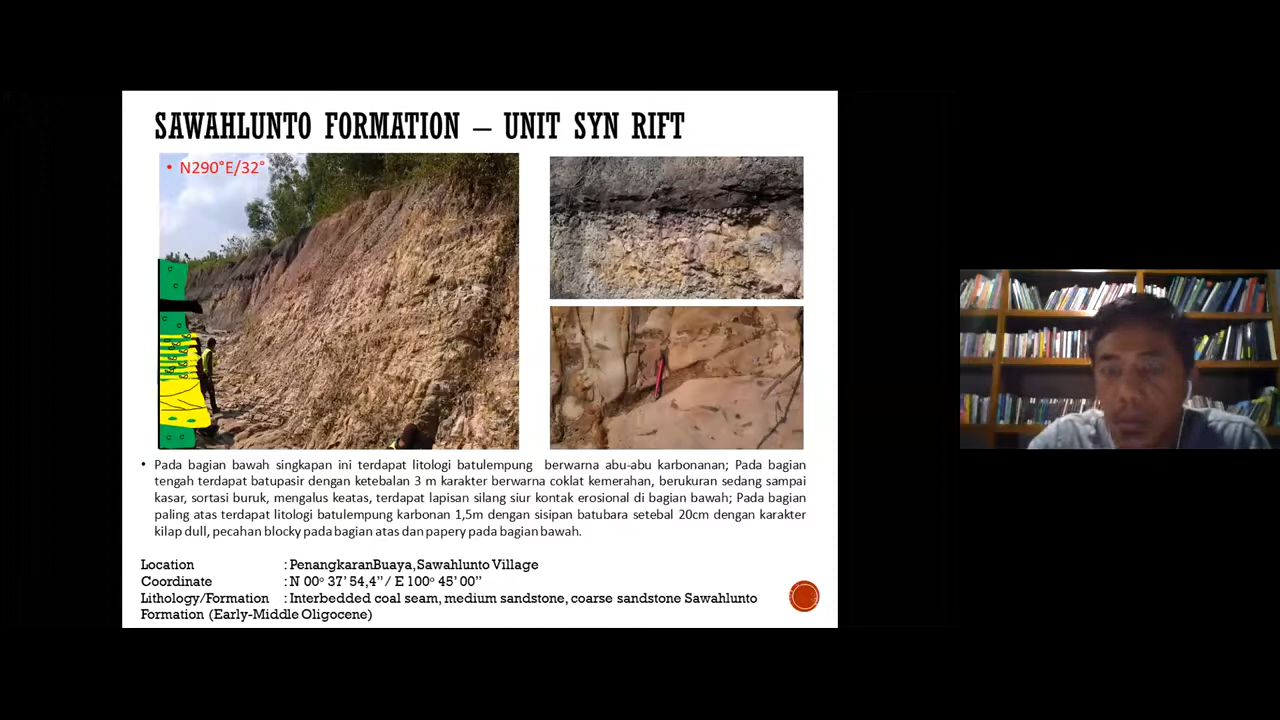 SAWAHLUNTO FORMATION – UNIT SYN RIFT
• N290°E/32°
• Pada bagian bawah singkapan ini terdapat litologi batulempung berwarna abu-abu karbonanan; Pada bagian
tengah terdapat batupasir dengan ketebalan 3 m karakter berwarna coklat kemerahan, berukuran sedang sampai
kasar, sortasi buruk, mengalus keatas, terdapat lapisan silang siur kontak erosional di bagian bawah; Pada bagian
paling atas terdapat litologi batulempung karbonan 1,5m dengan sisipan batubara setebal 20cm dengan karakter
kilap dull, pecahan blocky pada bagian atas dan papery pada bagian bawah.
Location : PenangkaranBuaya, Sawahlunto Village
Coordinate : N 00° 37' 54,4'' / E 100° 45' 00''
Lithology/Formation : Interbedded coal seam, medium sandstone, coarse sandstone Sawahlunto
Formation (Early-Middle Oligocene)